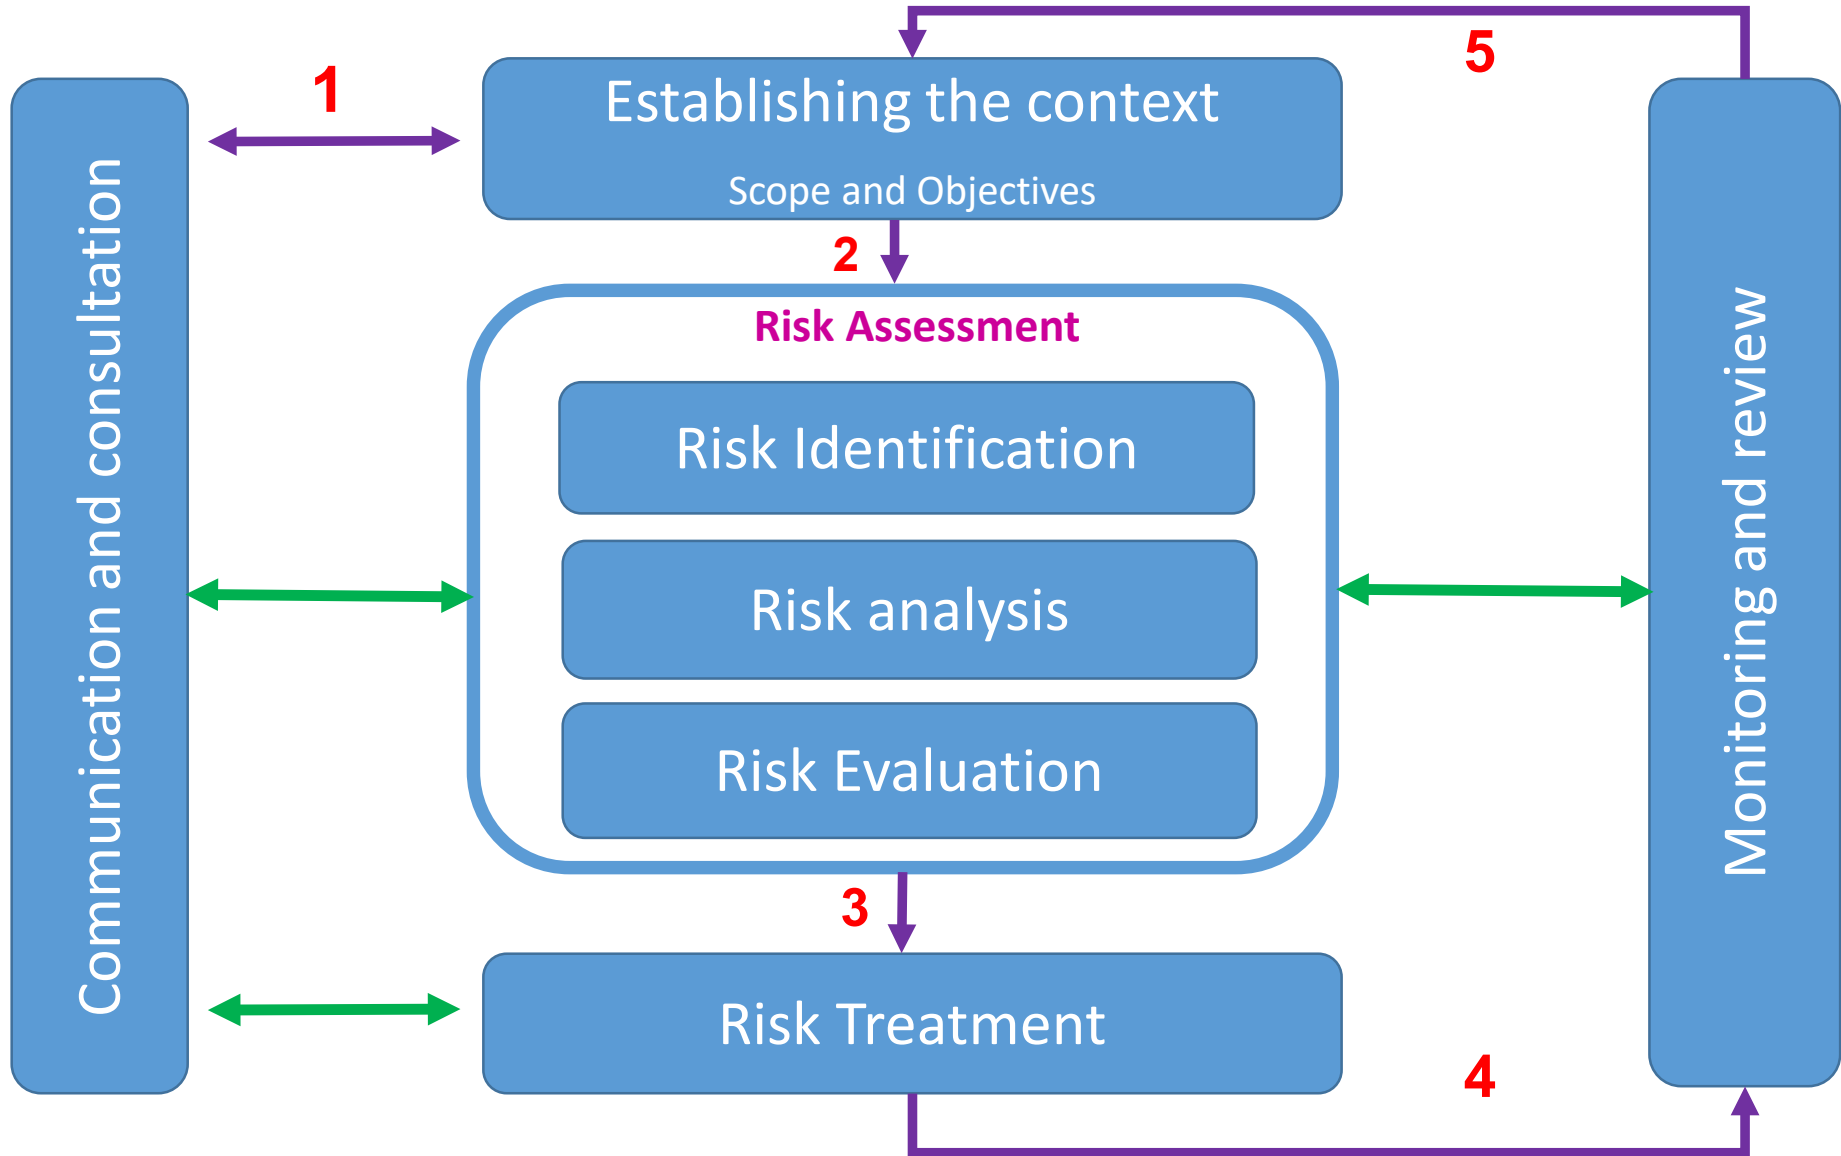 5
1
Establishing the context
Scope and Objectives
2
Risk Assessment
Communication and consultation
Risk Identification
Risk analysis
Risk Evaluation
Monitoring and review
3
Risk Treatment
4